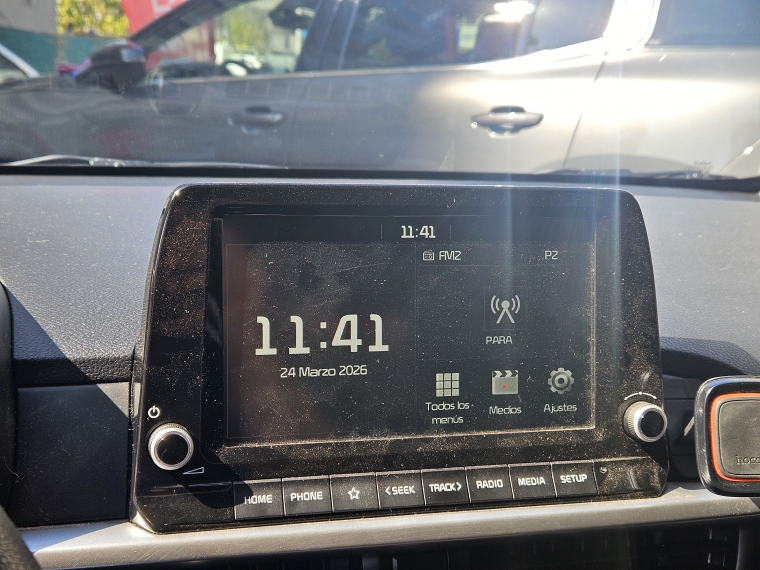 11:41
FM2
P2
11:41
24 Marzo 2026
PARA
Todos los
menús
Medios
Ajustes
HOME
PHONE
<SEEK
TRACK>
RADIO
MEDIA
SETUP
hoco